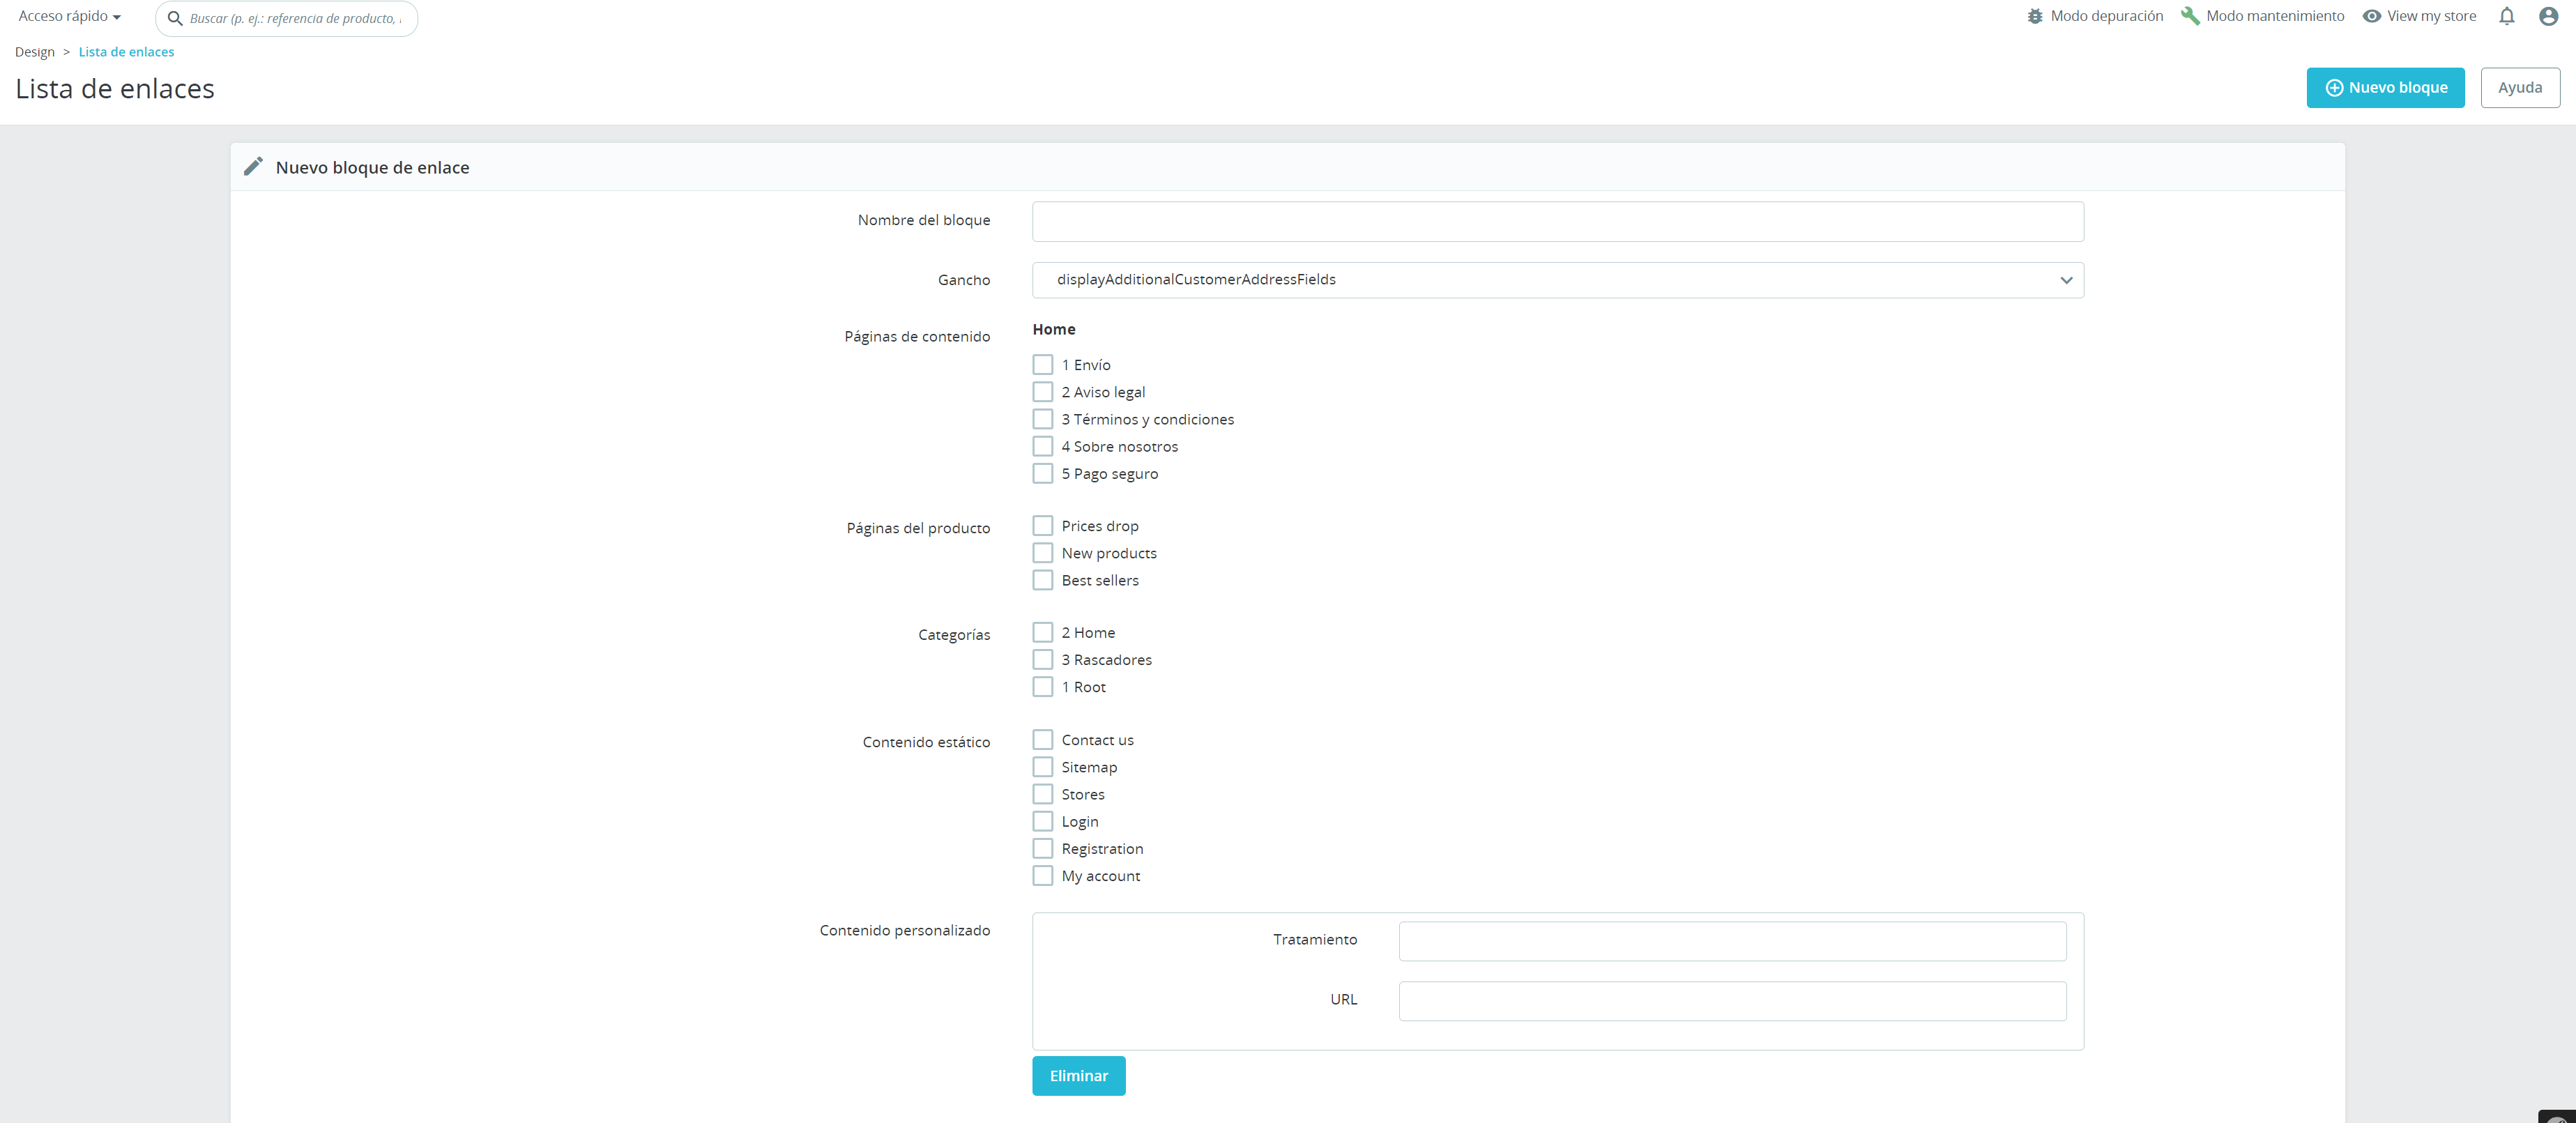 Acceso rápido
Buscar (p. ej.: referencia de producto,
Modo depuración
Modo mantenimiento
View my store
Design > Lista de enlaces
Lista de enlaces
Nuevo bloque
Ayuda
Nuevo bloque de enlace
Nombre del bloque
Gancho
displayAdditionalCustomerAddressFields
Páginas de contenido
Home
1 Envío
2 Aviso legal
3 Términos y condiciones
4 Sobre nosotros
5 Pago seguro
Páginas del producto
Prices drop
New products
Best sellers
Categorías
2 Home
3 Rascadores
1 Root
Contenido estático
Contact us
Sitemap
Stores
Login
Registration
My account
Contenido personalizado
Tratamiento
URL
Eliminar